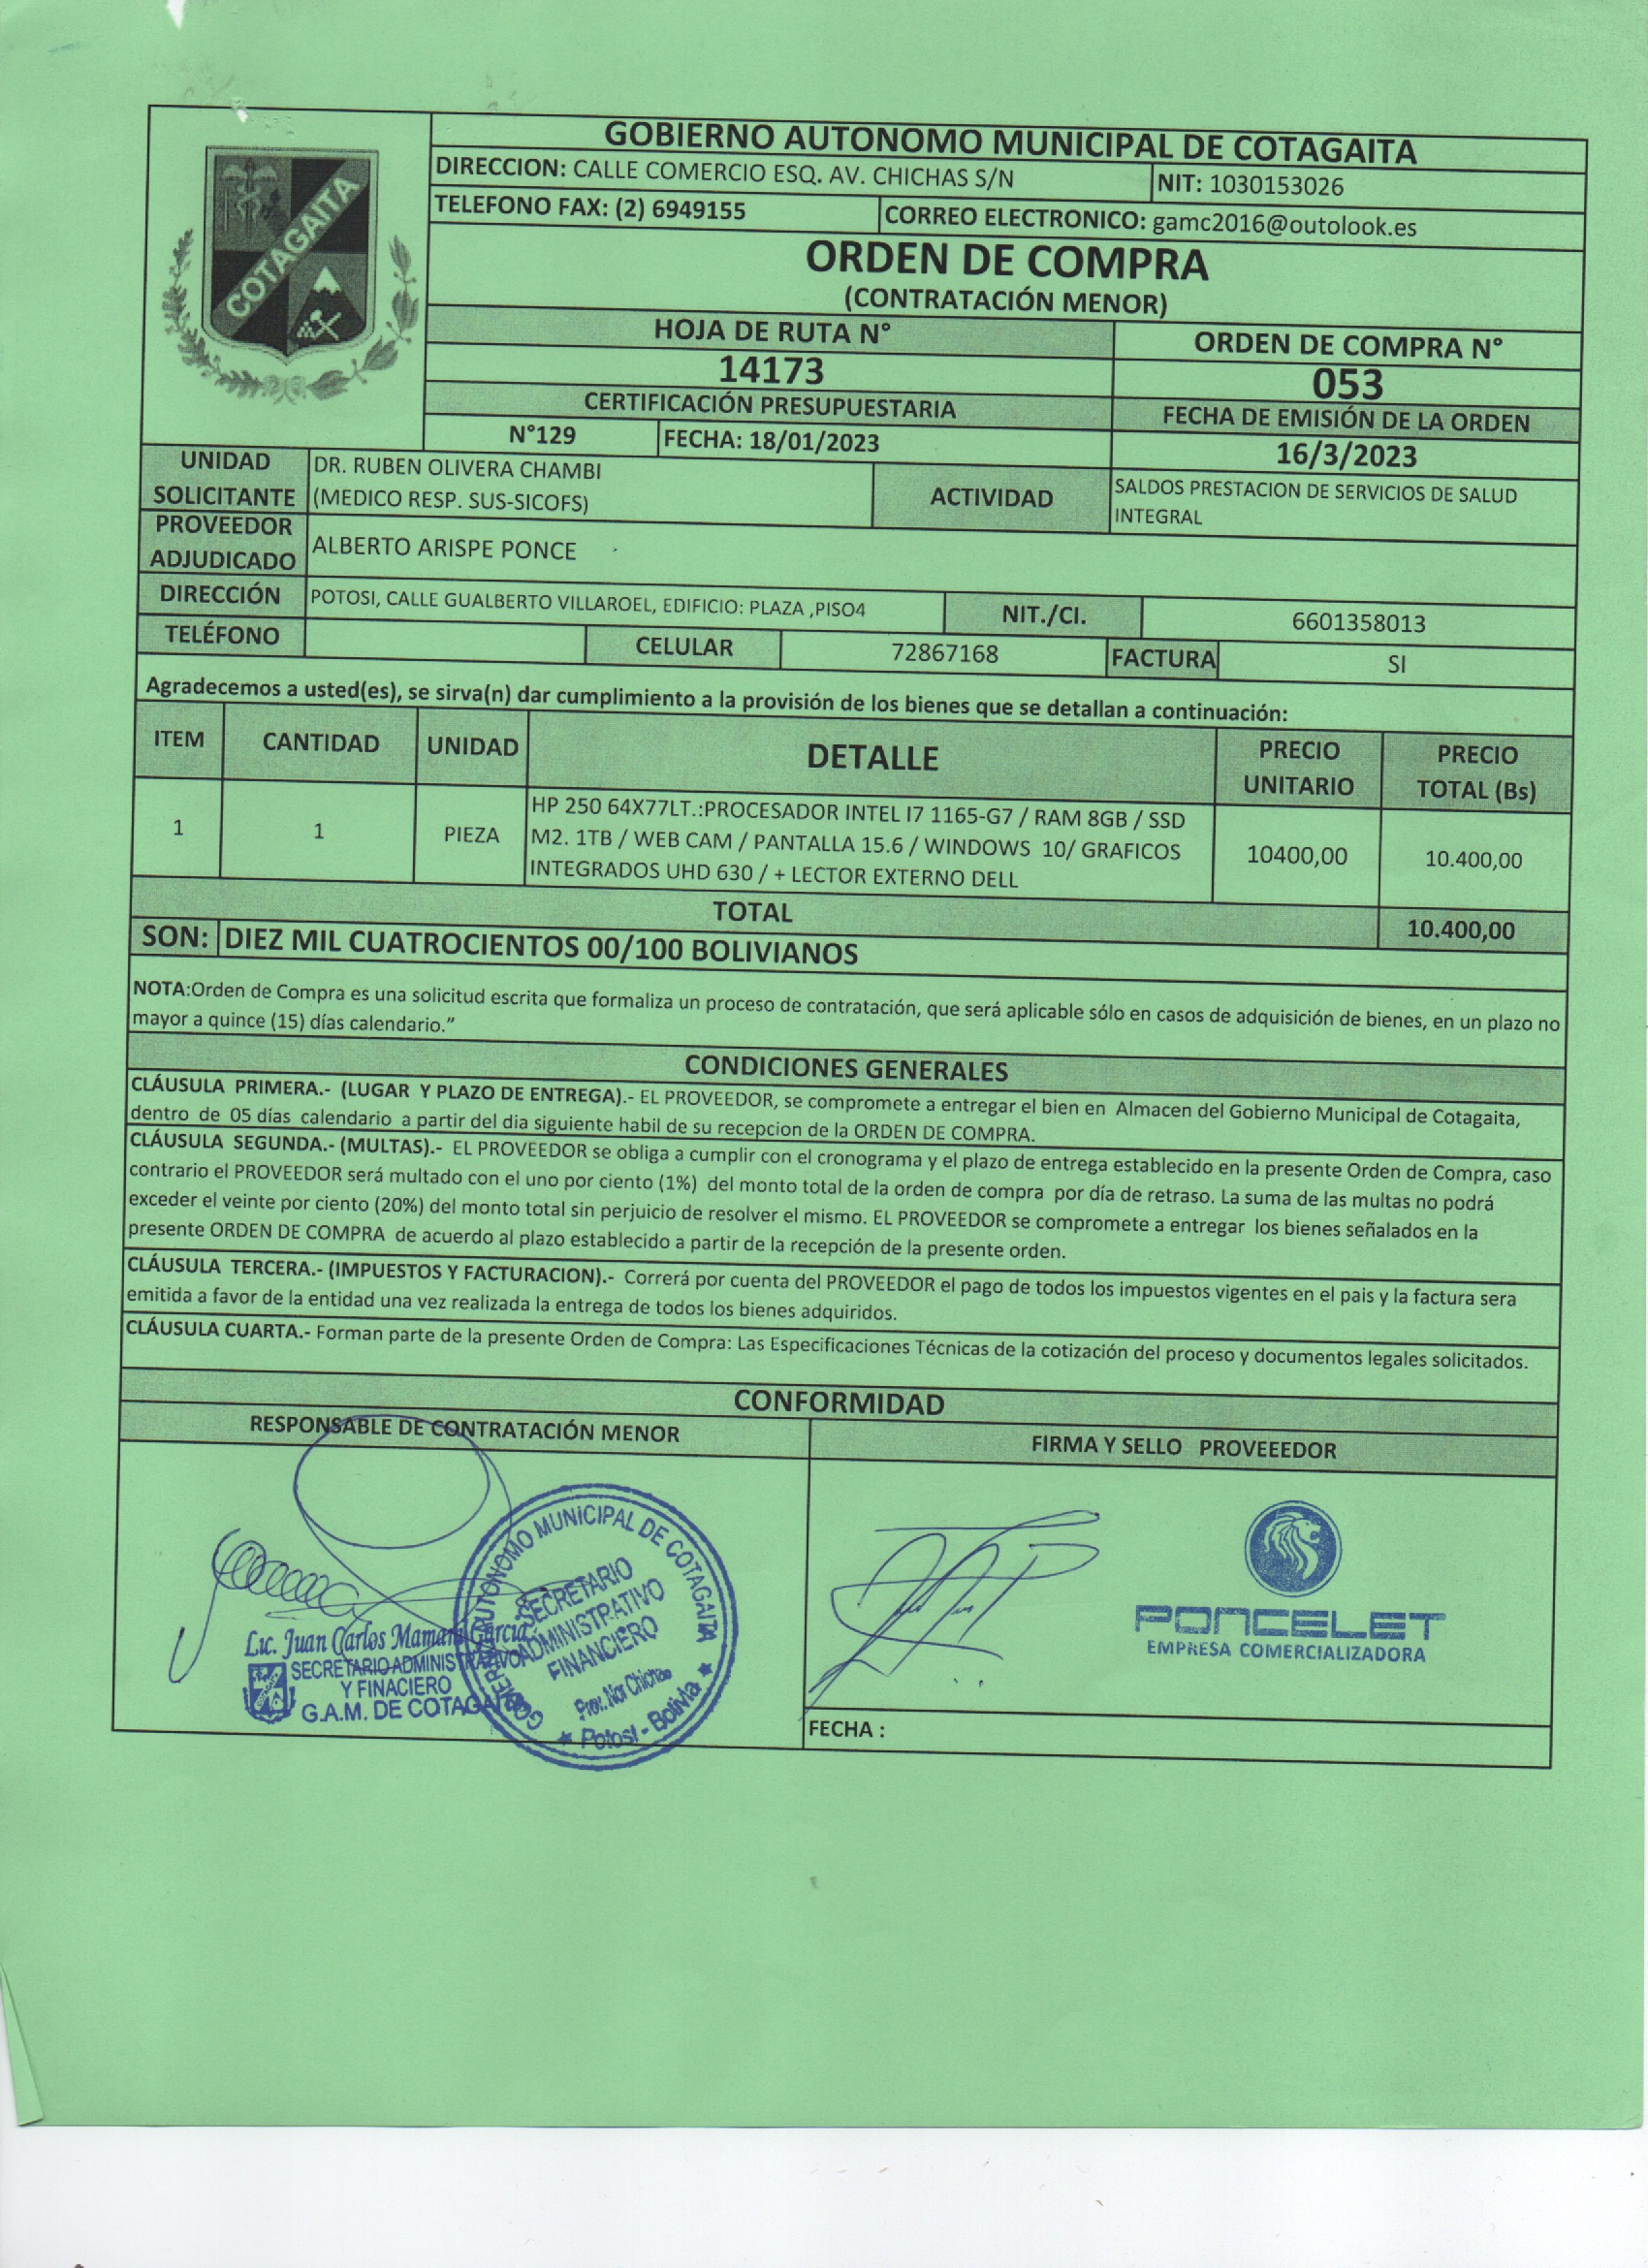 COTAGAITA
GOBIERNO AUTONOMO MUNICIPAL DE COTAGAITA
DIRECCION: CALLE COMERCIO ESQ. AV. CHICHAS S/N NIT: 1030153026
TELEFONO FAX: (2) 6949155 CORREO ELECTRONICO: gamc2016@outolook.es
ORDEN DE COMPRA
(CONTRATACIÓN MENOR)
HOJA DE RUTA N° ORDEN DE COMPRA N°
14173 053
CERTIFICACIÓN PRESUPUESTARIA FECHA DE EMISIÓN DE LA ORDEN
N°129 FECHA: 18/01/2023 16/3/2023
UNIDAD SOLICITANTE DR. RUBEN OLIVERA CHAMBI
(MEDICO RESP. SUS-SICOFS) ACTIVIDAD SALDOS PRESTACION DE SERVICIOS DE SALUD
INTEGRAL
PROVEEDOR
ADJUDICADO ALBERTO ARISPE PONCE
DIRECCIÓN POTOSI, CALLE GUALBERTO VILLAROEL, EDIFICIO: PLAZA ,PISO4 NIT./CI. 6601358013
TELÉFONO CELULAR 72867168 FACTURA SI
Agradecemos a usted(es), se sirva(n) dar cumplimiento a la provisión de los bienes que se detallan a continuación:
ITEM CANTIDAD UNIDAD DETALLE PRECIO UNITARIO PRECIO TOTAL (Bs)
1 1 PIEZA HP 250 64X77LT.:PROCESADOR INTEL I7 1165-G7 / RAM 8GB / SSD
M2. 1TB / WEB CAM / PANTALLA 15.6 / WINDOWS 10/ GRAFICOS
INTEGRADOS UHD 630 / + LECTOR EXTERNO DELL 10400,00 10.400,00
TOTAL 10.400,00
SON: DIEZ MIL CUATROCIENTOS 00/100 BOLIVIANOS
NOTA:Orden de Compra es una solicitud escrita que formaliza un proceso de contratación, que será aplicable sólo en casos de adquisición de bienes, en un plazo no
mayor a quince (15) días calendario.”
CONDICIONES GENERALES
CLÁUSULA PRIMERA.- (LUGAR Y PLAZO DE ENTREGA).- EL PROVEEDOR, se compromete a entregar el bien en Almacen del Gobierno Municipal de Cotagaita,
dentro de 05 días calendario a partir del dia siguiente habil de su recepcion de la ORDEN DE COMPRA.
CLÁUSULA SEGUNDA.- (MULTAS).- EL PROVEEDOR se obliga a cumplir con el cronograma y el plazo de entrega establecido en la presente Orden de Compra, caso
contrario el PROVEEDOR será multado con el uno por ciento (1%) del monto total de la orden de compra por día de retraso. La suma de las multas no podrá
exceder el veinte por ciento (20%) del monto total sin perjuicio de resolver el mismo. EL PROVEEDOR se compromete a entregar los bienes señalados en la
presente ORDEN DE COMPRA de acuerdo al plazo establecido a partir de la recepción de la presente orden.
CLÁUSULA TERCERA.- (IMPUESTOS Y FACTURACION).- Correrá por cuenta del PROVEEDOR el pago de todos los impuestos vigentes en el pais y la factura sera
emitida a favor de la entidad una vez realizada la entrega de todos los bienes adquiridos.
CLÁUSULA CUARTA.- Forman parte de la presente Orden de Compra: Las Especificaciones Técnicas de la cotización del proceso y documentos legales solicitados.
CONFORMIDAD
RESPONSABLE DE CONTRATACIÓN MENOR FIRMA Y SELLO PROVEEEDOR
GOBIERNO AUTONOMO MUNICIPAL DE COTAGAITA
SECRETARIO
ADMINISTRATIVO
FINANCIERO
Prov. Nor Chichas
Potosi - Bolivia
Lic. Juan Carlos Mamani Garcia
SECRETARIO ADMINISTRATIVO
Y FINACIERO
G.A.M. DE COTAGAITA
PONCELET
EMPRESA COMERCIALIZADORA
FECHA :